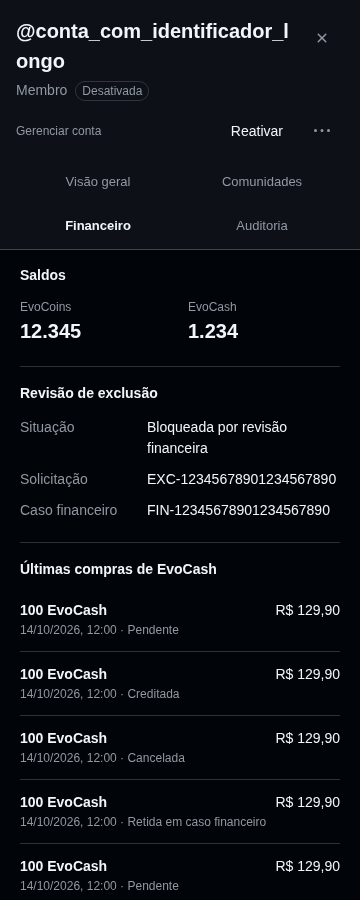 @conta_com_identificador_l
ongo
Membro Desativada
Gerenciar conta Reativar
Visão geral Comunidades
Financeiro Auditoria
Saldos
EvoCoins EvoCash
12.345 1.234
Revisão de exclusão
Situação Bloqueada por revisão
financeira
Solicitação EXC-12345678901234567890
Caso financeiro FIN-12345678901234567890
Últimas compras de EvoCash
100 EvoCash R$ 129,90
14/10/2026, 12:00 · Pendente
100 EvoCash R$ 129,90
14/10/2026, 12:00 · Creditada
100 EvoCash R$ 129,90
14/10/2026, 12:00 · Cancelada
100 EvoCash R$ 129,90
14/10/2026, 12:00 · Retida em caso financeiro
100 EvoCash R$ 129,90
14/10/2026, 12:00 · Pendente